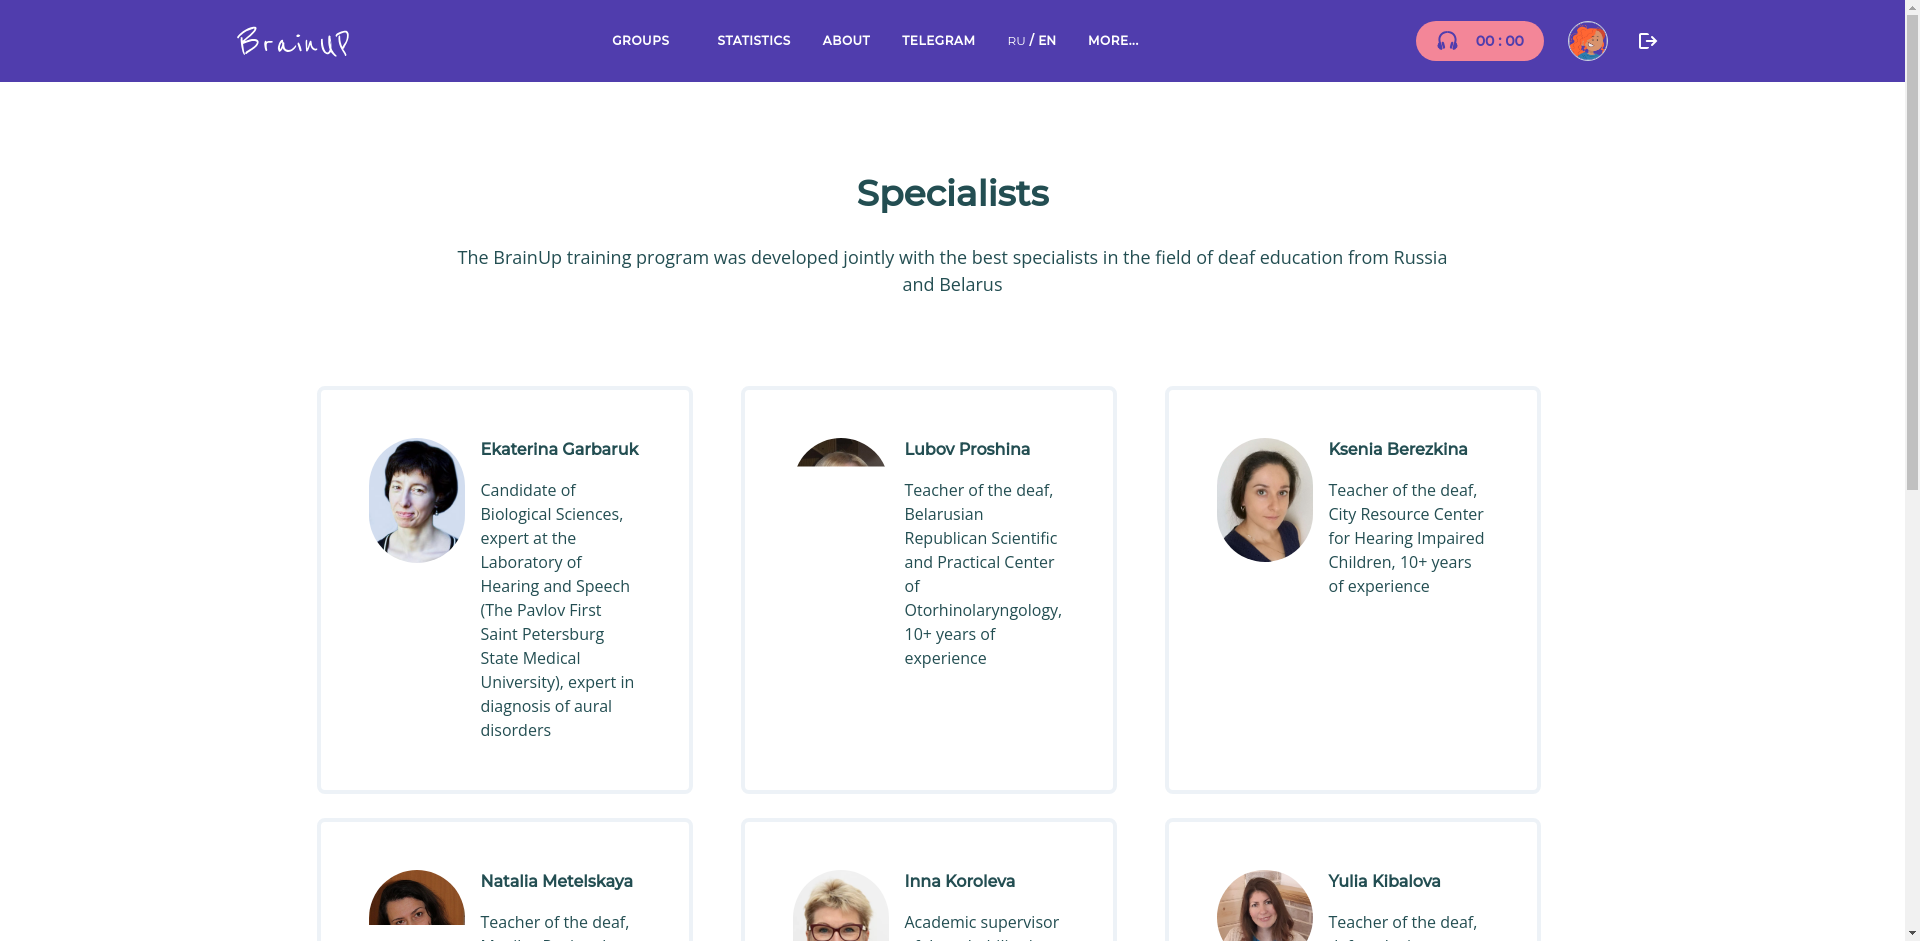 BrainUP
GROUPS STATISTICS ABOUT TELEGRAM RU / EN MORE...
00 : 00
Specialists
The BrainUp training program was developed jointly with the best specialists in the field of deaf education from Russia
and Belarus
Ekaterina Garbaruk
Candidate of
Biological Sciences,
expert at the
Laboratory of
Hearing and Speech
(The Pavlov First
Saint Petersburg
State Medical
University), expert in
diagnosis of aural
disorders
Lubov Proshina
Teacher of the deaf,
Belarusian
Republican Scientific
and Practical Center
of
Otorhinolaryngology,
10+ years of
experience
Ksenia Berezkina
Teacher of the deaf,
City Resource Center
for Hearing Impaired
Children, 10+ years
of experience
Natalia Metelskaya
Teacher of the deaf,
Inna Koroleva
Academic supervisor
Yulia Kibalova
Teacher of the deaf,